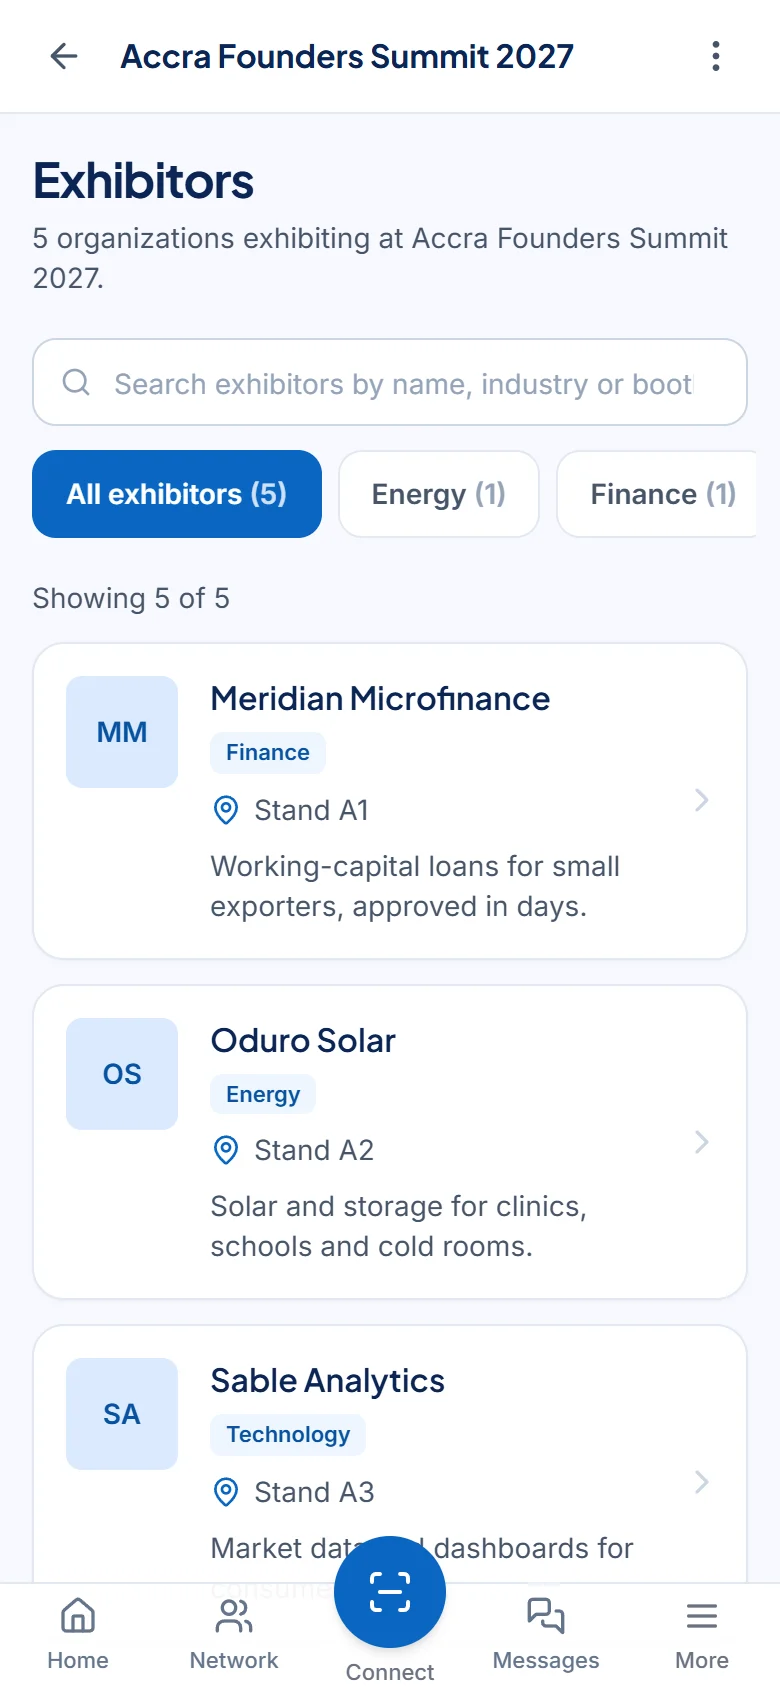 Accra Founders Summit 2027
Exhibitors
5 organizations exhibiting at Accra Founders Summit
2027.
Search exhibitors by name, industry or
All exhibitors (5)
Energy (1)
Finance (1)
Showing 5 of 5
MM
Meridian Microfinance
Finance
Stand A1
Working-capital loans for small
exporters, approved in days.
OS
Oduro Solar
Energy
Stand A2
Solar and storage for clinics,
schools and cold rooms.
SA
Sable Analytics
Technology
Stand A3
Market dashboards for
Home
Network
Connect
Messages
More